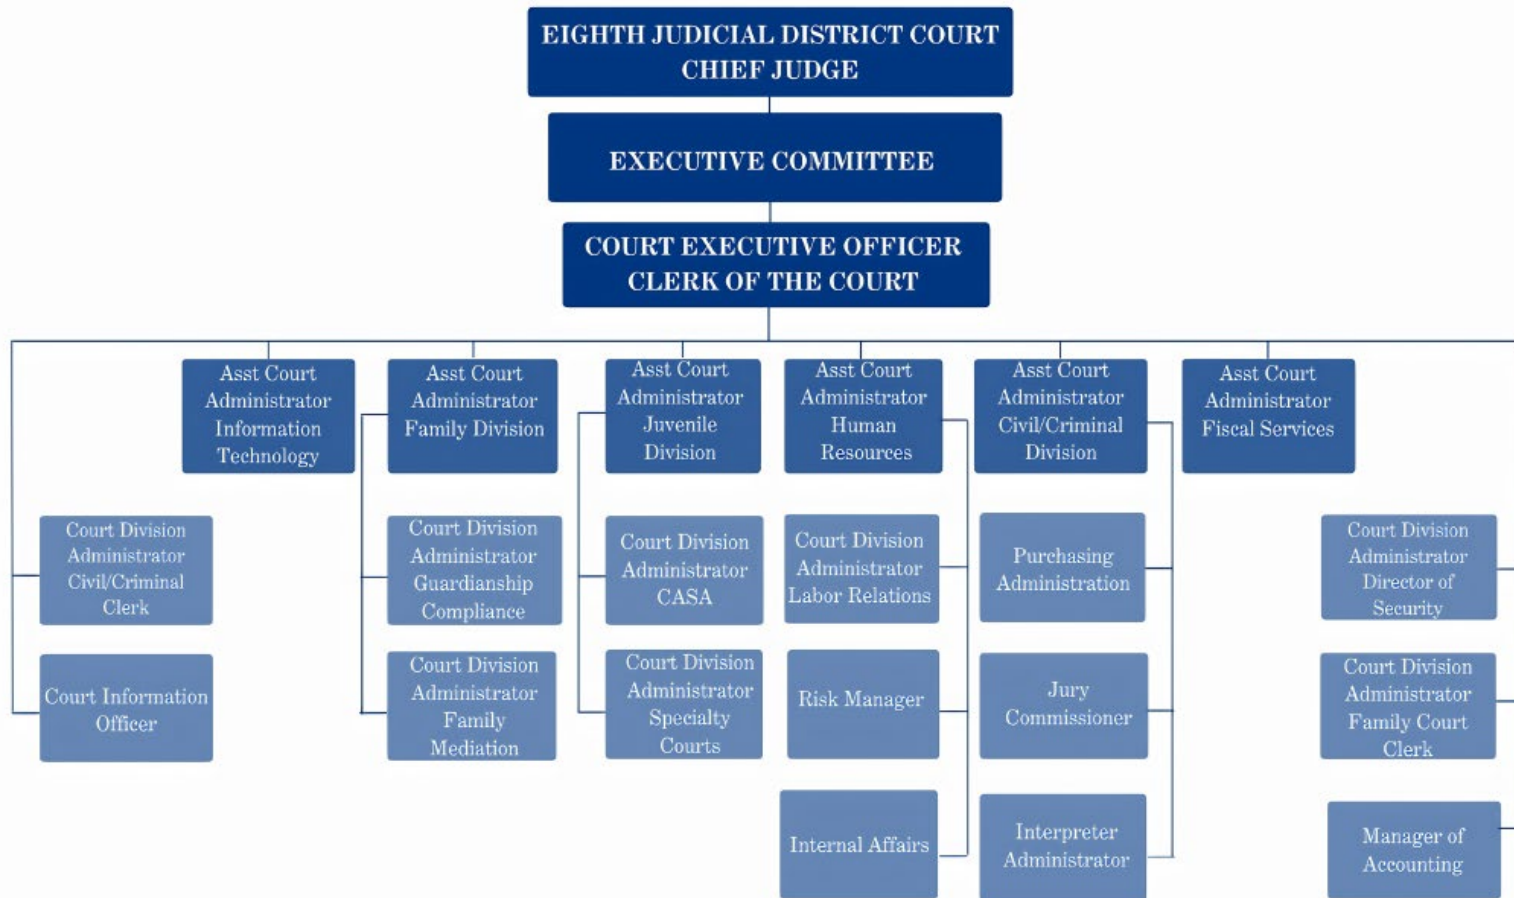 EIGHTH JUDICIAL DISTRICT COURT
CHIEF JUDGE
EXECUTIVE COMMITTEE
COURT EXECUTIVE OFFICER
CLERK OF THE COURT
Asst Court
Administrator
Information
Technology
Asst Court
Administrator
Family Division
Asst Court
Administrator
Juvenile
Division
Asst Court
Administrator
Human
Resources
Asst Court
Administrator
Civil/Criminal
Division
Asst Court
Administrator
Fiscal Services
Court Division
Administrator
Civil/Criminal
Clerk
Court Division
Administrator
Guardianship
Compliance
Court Division
Administrator
CASA
Court Division
Administrator
Labor Relations
Purchasing
Administration
Court Division
Administrator
Director of
Security
Court Information
Officer
Court Division
Administrator
Family
Mediation
Court Division
Administrator
Specialty
Courts
Risk Manager
Jury
Commissioner
Court Division
Administrator
Family Court
Clerk
Internal Affairs
Interpreter
Administrator
Manager of
Accounting